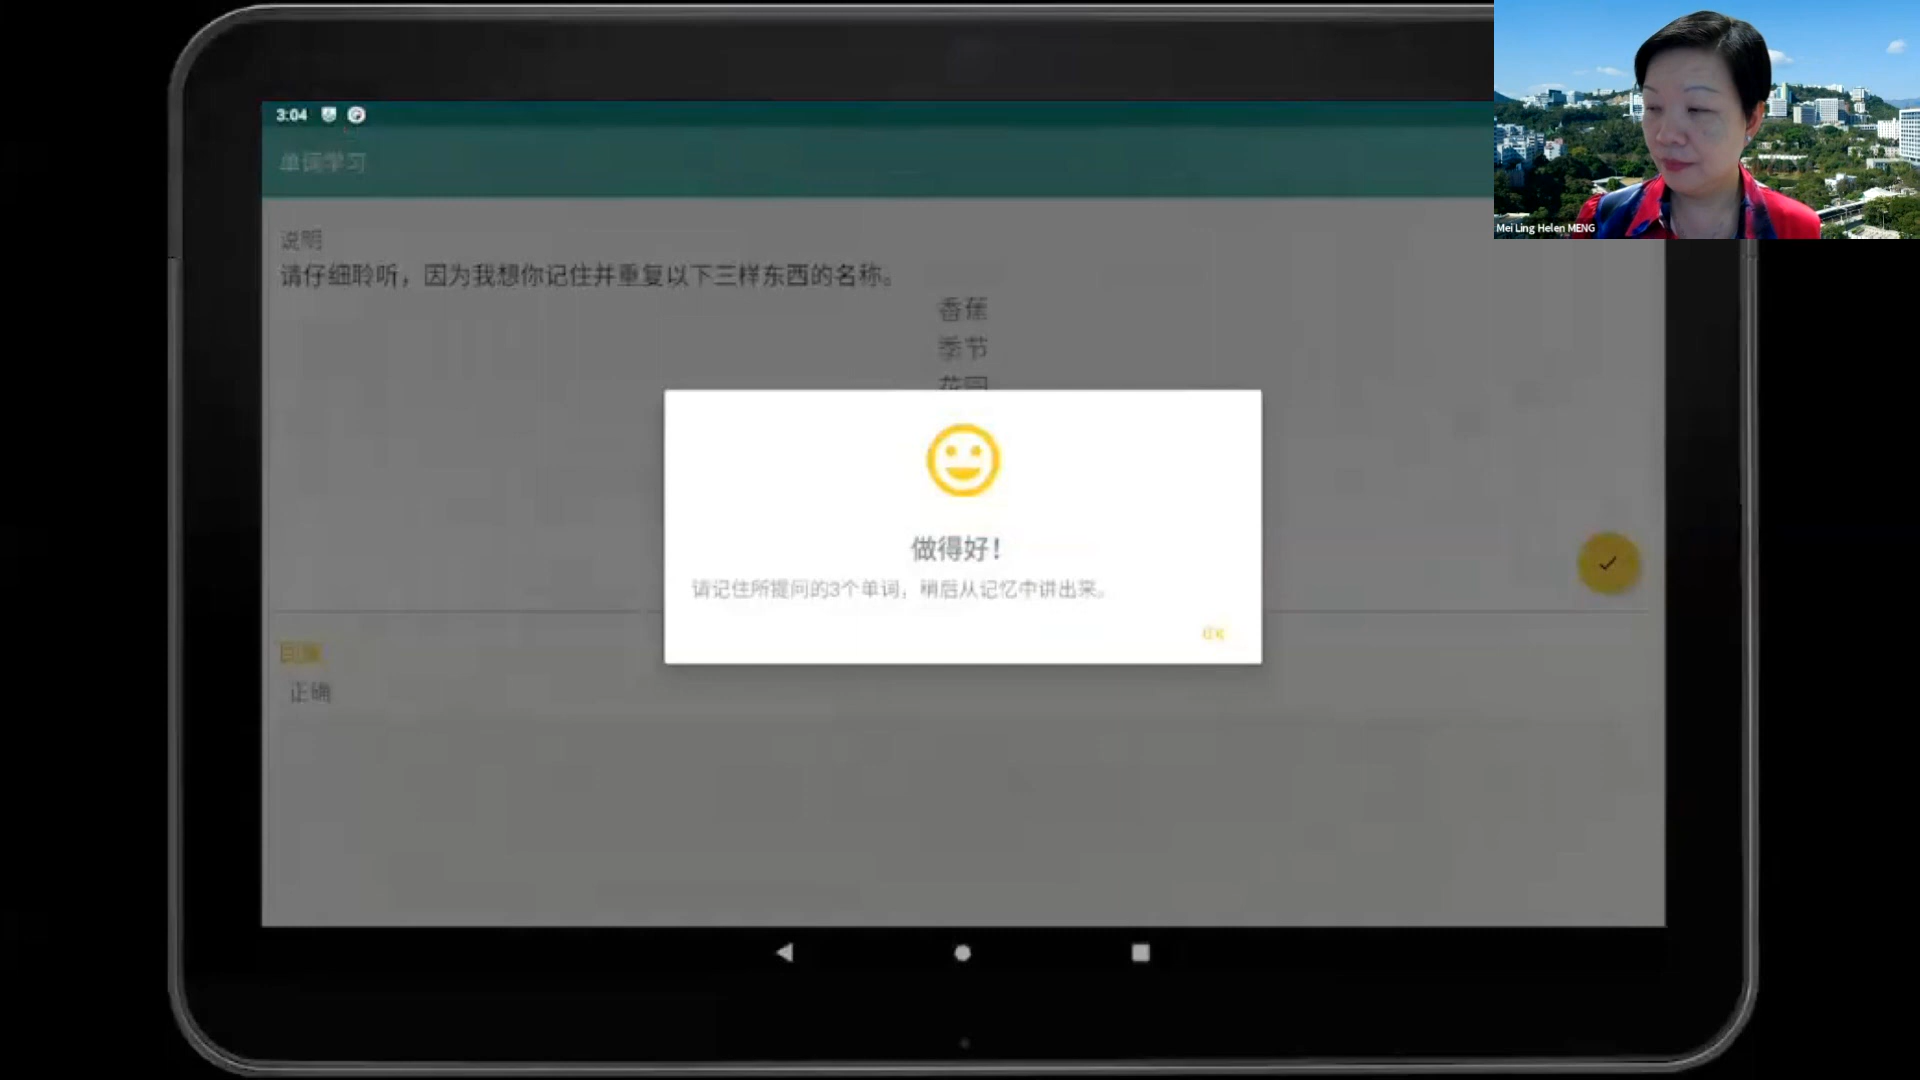 3:04
单词学习
说明
请仔细聆听，因为我想你记住并重复以下三样东西的名称。
香蕉
季节
花园
做得好！
请记住所提问的3个单词，稍后从记忆中讲出来。
OK
正确
Mei Ling Helen MENG